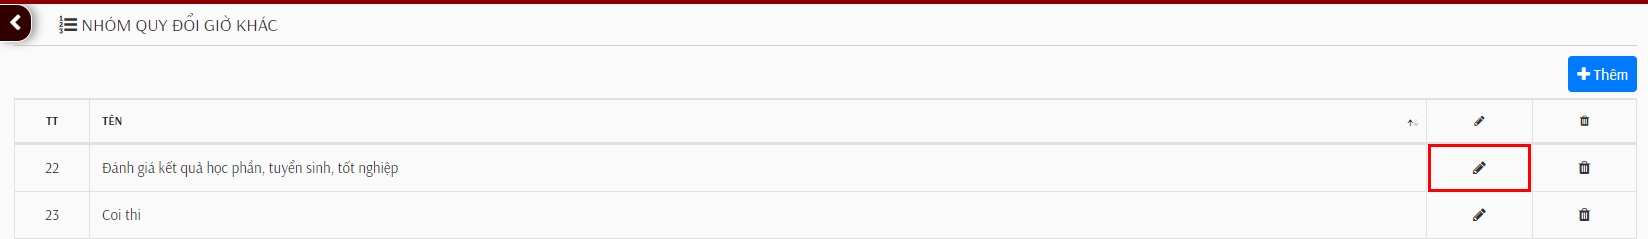 NHÓM QUY ĐỔI GIỜ KHÁC
Thêm
TT TÊN
22 Đánh giá kết quả học phần, tuyển sinh, tốt nghiệp
23 Coi thi